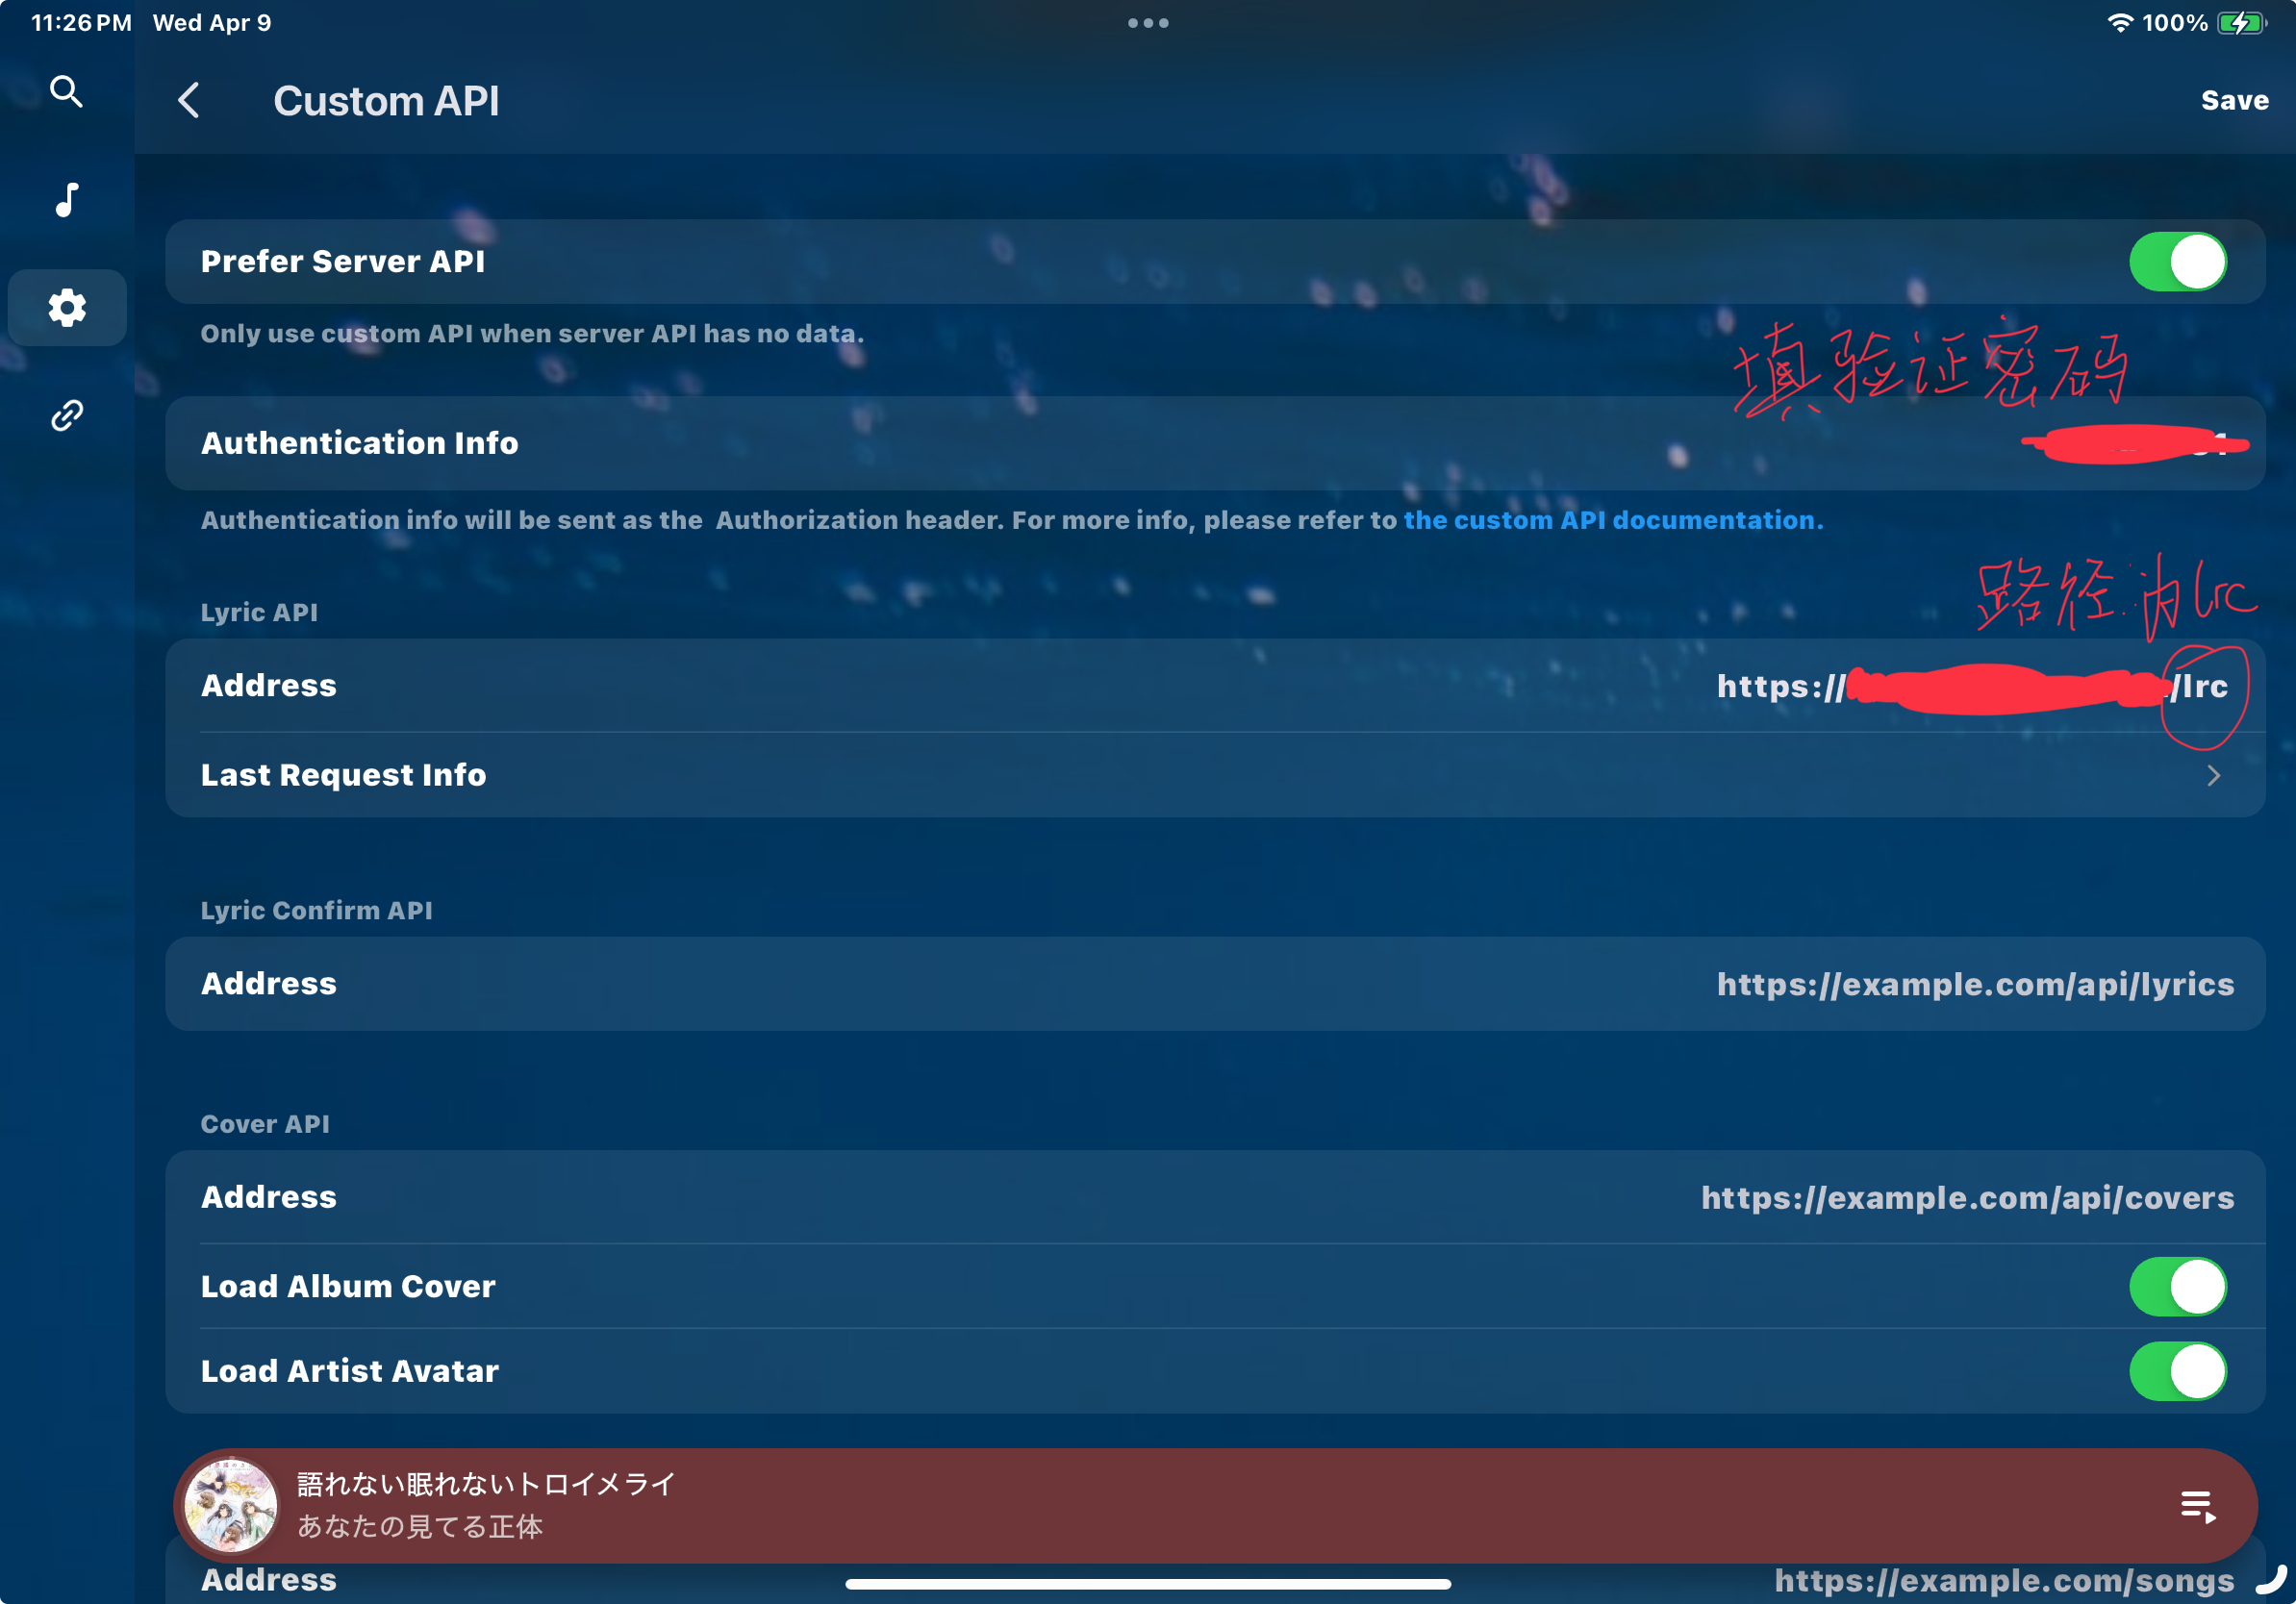 11:26 PM Wed Apr 9
100%
Custom API
Save
Prefer Server API
Only use custom API when server API has no data.
填验证密码
Authentication Info
Authentication info will be sent as the Authorization header. For more info, please refer to the custom API documentation.
路径为lrc
Lyric API
Address https:// /lrc
Last Request Info
Lyric Confirm API
Address https://example.com/api/lyrics
Cover API
Address https://example.com/api/covers
Load Album Cover
Load Artist Avatar
語れない眠れないトロイメライ
あなたの見てる正体
Address https://example.com/songs